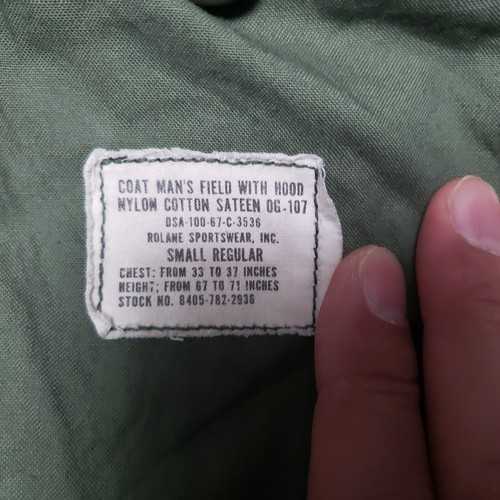 COAT MAN'S FIELD WITH HOOD
NYLON COTTON SATEEN OG-107
DSA-100-67-C-3536
ROLANE SPORTSWEAR, INC.
SMALL REGULAR
CHEST: FROM 33 TO 37 INCHES
HEIGHT; FROM 67 TO 71 INCHES
STOCK NO. 8405-782-2936